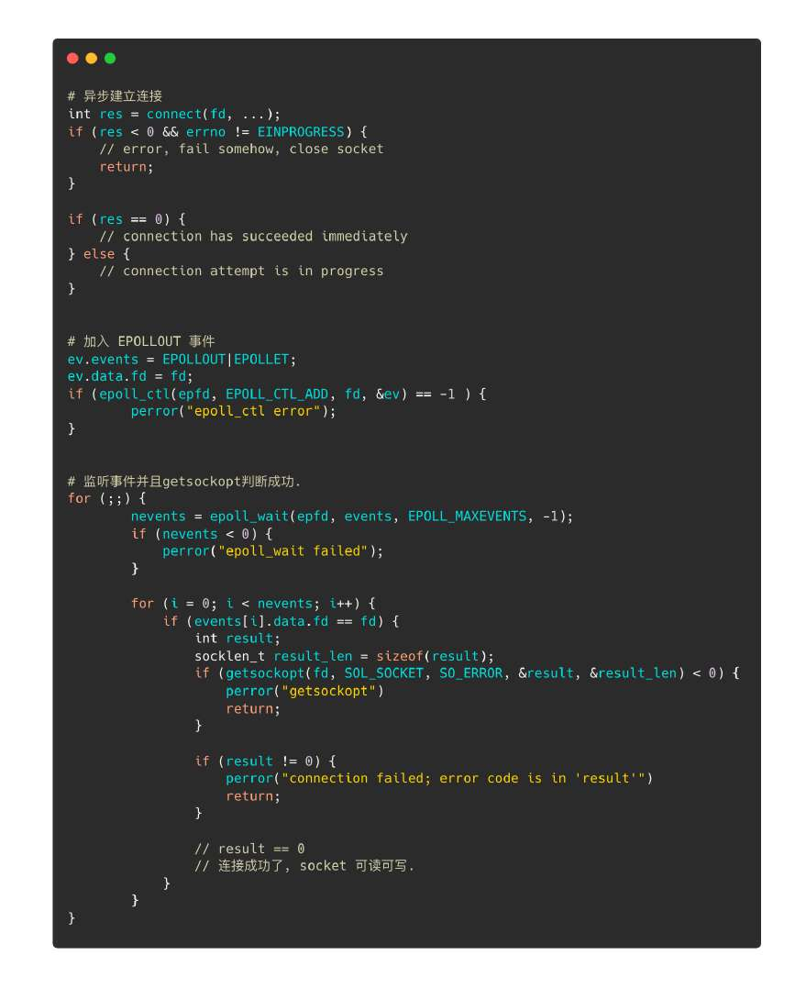 # 异步建立连接
int res = connect(fd, ...);
if (res < 0 && errno != EINPROGRESS) {
    // error, fail somehow, close socket
    return;
}

if (res == 0) {
    // connection has succeeded immediately
} else {
    // connection attempt is in progress
}


# 加入 EPOLLOUT 事件
ev.events = EPOLLOUT|EPOLLET;
ev.data.fd = fd;
if (epoll_ctl(epfd, EPOLL_CTL_ADD, fd, &ev) == -1 ) {
        perror("epoll_ctl error");
}


# 监听事件并且getsockopt判断成功.
for (;;) {
        nevents = epoll_wait(epfd, events, EPOLL_MAXEVENTS, -1);
        if (nevents < 0) {
            perror("epoll_wait failed");
        }

        for (i = 0; i < nevents; i++) {
            if (events[i].data.fd == fd) {
                int result;
                socklen_t result_len = sizeof(result);
                if (getsockopt(fd, SOL_SOCKET, SO_ERROR, &result, &result_len) < 0) {
                    perror("getsockopt")
                    return;
                }

                if (result != 0) {
                    perror("connection failed; error code is in 'result'")
                    return;
                }

                // result == 0
                // 连接成功了, socket 可读可写.
            }
        }
}